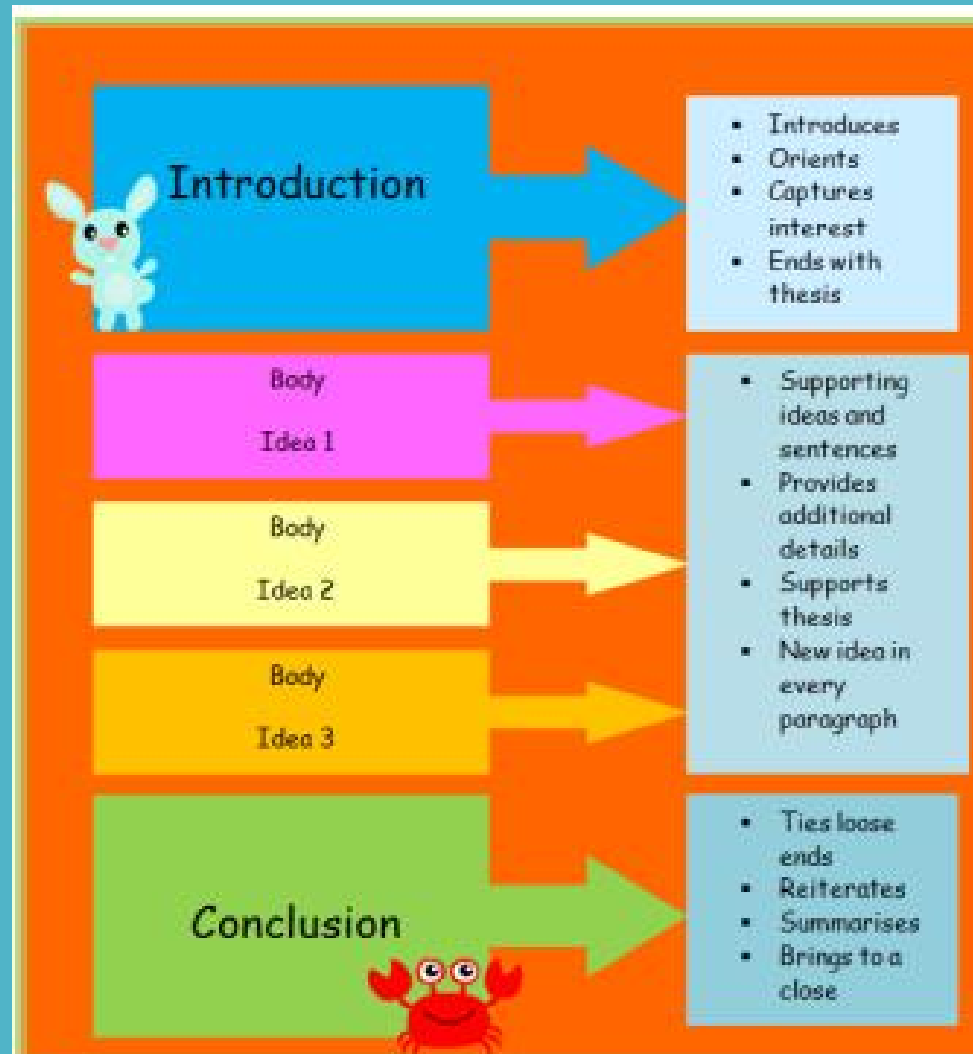 Introduction
▪ Introduces
▪ Orients
▪ Captures
interest
▪ Ends with
thesis
Body
Idea 1
Body
Idea 2
Body
Idea 3
▪ Supporting
ideas and
sentences
▪ Provides
additional
details
▪ Supports
thesis
▪ New idea in
every
paragraph
Conclusion
▪ Ties loose
ends
▪ Reiterates
▪ Summarises
▪ Brings to a
close